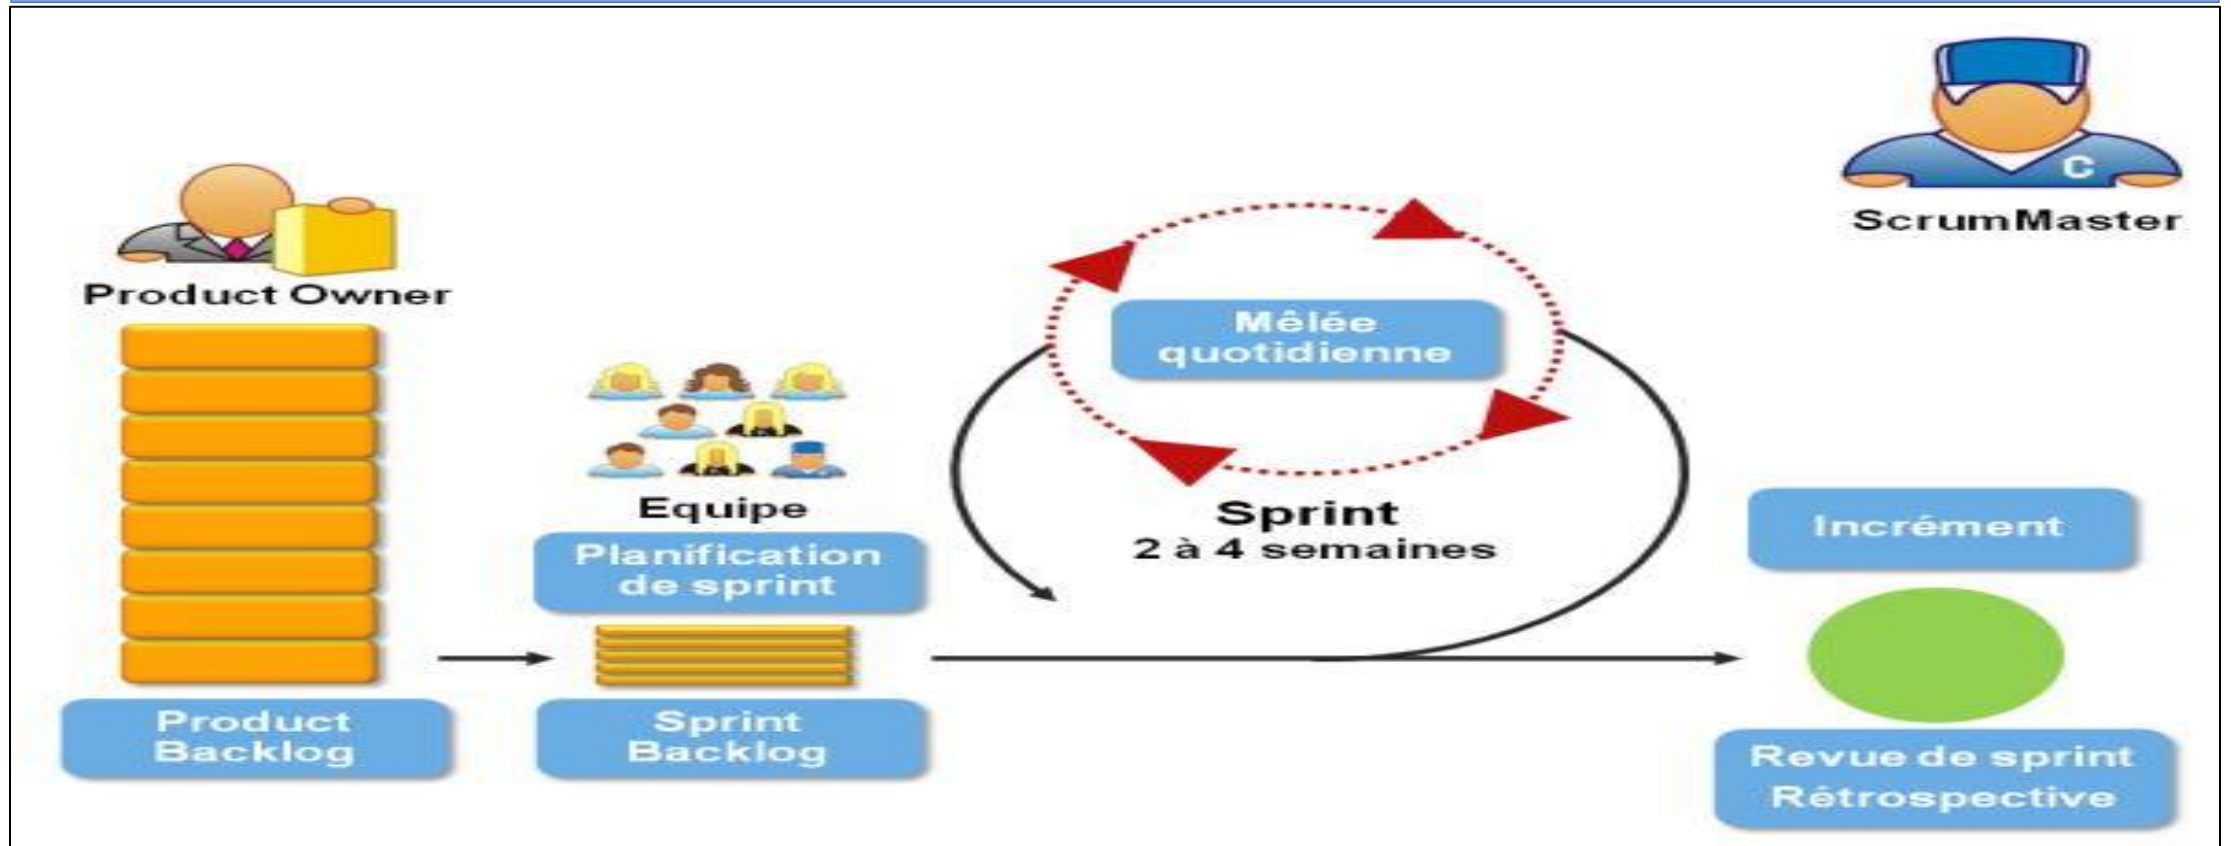 ScrumMaster
C
Product Owner
Mêlée
quotidienne
Equipe
Planification
de sprint
Sprint
2 à 4 semaines
Incrément
Product
Backlog
Sprint
Backlog
Revue de sprint
Rétrospective